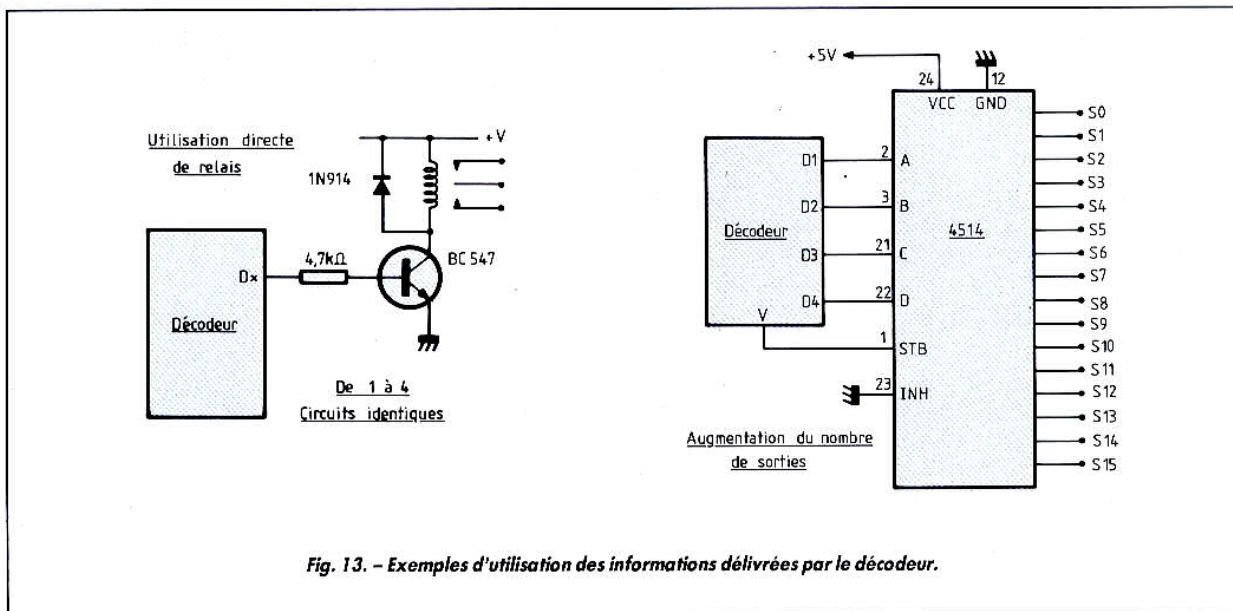 Utilisation directe
de relais
+V
1N914
BC 547
4,7kΩ
Dx
Décodeur
De 1 à 4
Circuits identiques
+5V
24
12
VCC
GND
D1
2
A
D2
3
B
Décodeur
D3
21
C
D4
22
D
V
1
STB
23
INH
4514
S0
S1
S2
S3
S4
S5
S6
S7
S8
S9
S10
S11
S12
S13
S14
S15
Augmentation du nombre
de sorties
Fig. 13. – Exemples d'utilisation des informations délivrées par le décodeur.